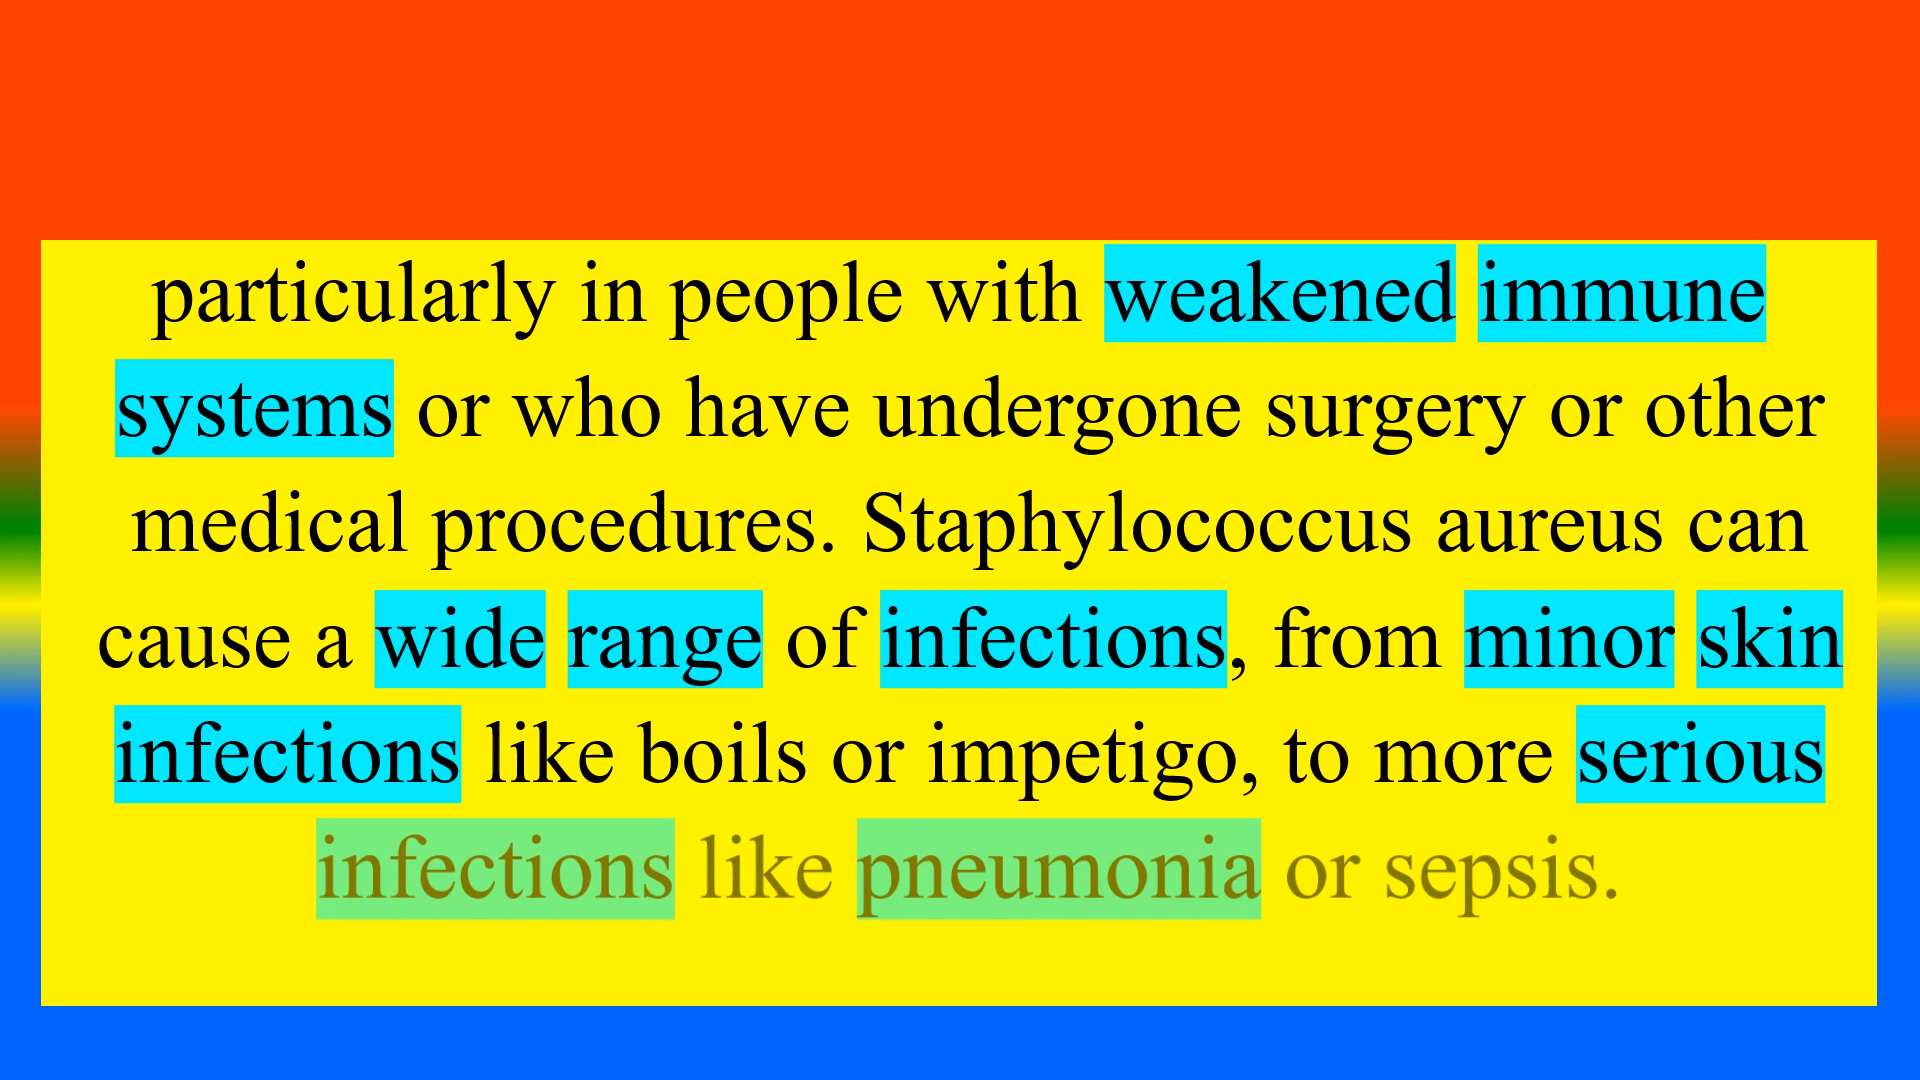 particularly in people with weakened immune
systems or who have undergone surgery or other
medical procedures. Staphylococcus aureus can
cause a wide range of infections, from minor skin
infections like boils or impetigo, to more serious
infections like pneumonia or sepsis.